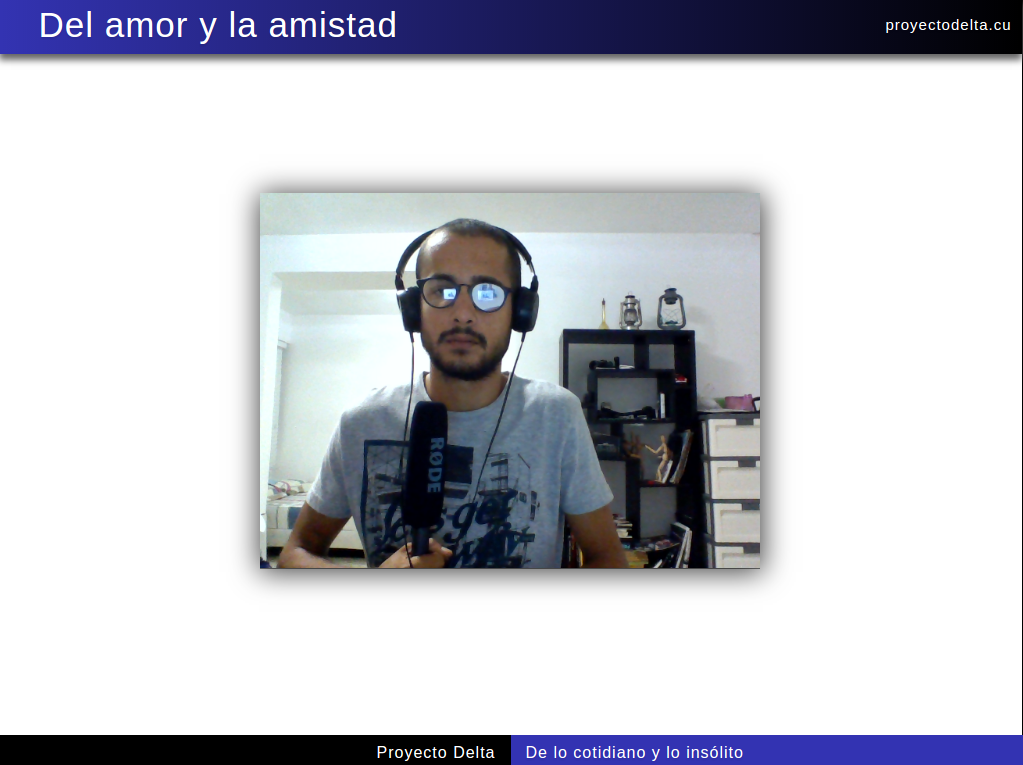 Del amor y la amistad
proyectodelta.cu
RØDE
Proyecto Delta
De lo cotidiano y lo insólito